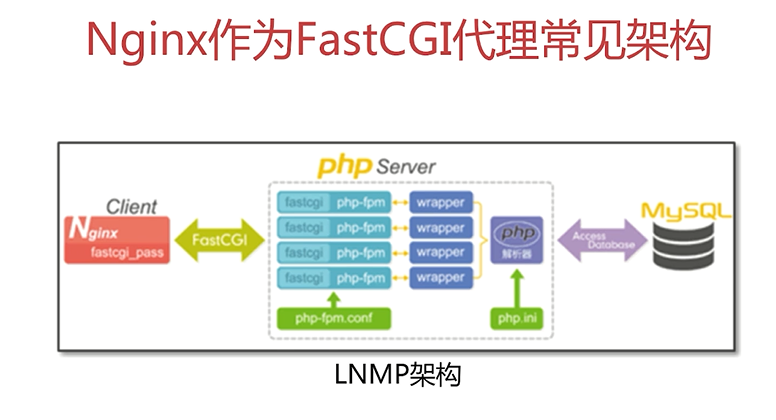 Nginx作为FastCGI代理常见架构
php Server
Client
Nginx
fastcgi_pass
FastCGI
fastcgi php-fpm wrapper
fastcgi php-fpm wrapper
fastcgi php-fpm wrapper
fastcgi php-fpm wrapper
php-fpm.conf
php
解析器
php.ini
Access
Database
MySQL
LNMP架构